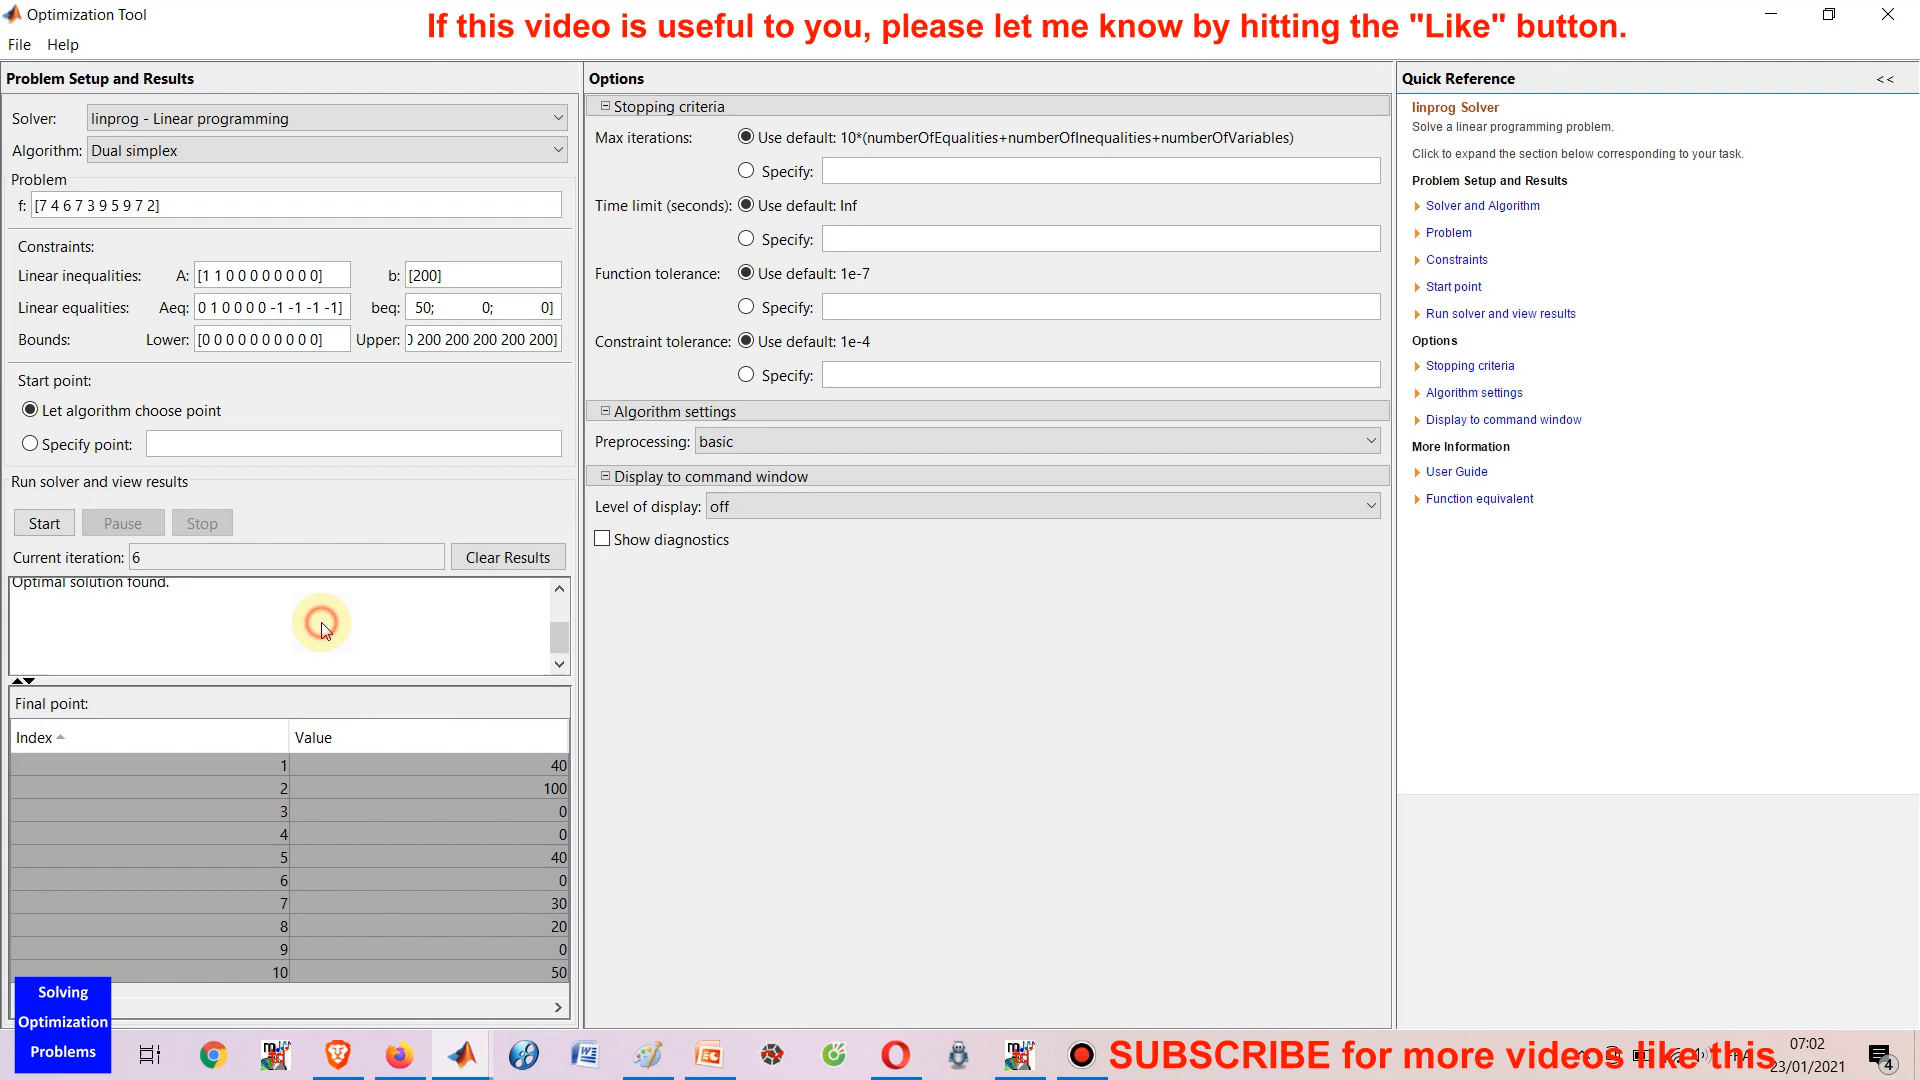 Optimization Tool
If this video is useful to you, please let me know by hitting the "Like" button.
File Help
Problem Setup and Results
Solver: linprog - Linear programming
Algorithm: Dual simplex
Problem
f: [7 4 6 7 3 9 5 9 7 2]
Constraints:
Linear inequalities: A: [1 1 0 0 0 0 0 0 0 0] b: [200]
Linear equalities: Aeq: 0 1 0 0 0 0 -1 -1 -1 -1] beq: 50; 0; 0]
Bounds: Lower: [0 0 0 0 0 0 0 0 0 0] Upper: 200 200 200 200 200]
Start point:
Let algorithm choose point
Specify point:
Run solver and view results
Start Pause Stop
Current iteration: 6 Clear Results
Optimal solution found.
Final point:
Index Value
1 40
2 100
3 0
4 0
5 40
6 0
7 30
8 20
9 0
10 50
Options
Stopping criteria
Max iterations: Use default: 10*(numberOfEqualities+numberOfInequalities+numberOfVariables)
Specify:
Time limit (seconds): Use default: Inf
Specify:
Function tolerance: Use default: 1e-7
Specify:
Constraint tolerance: Use default: 1e-4
Specify:
Algorithm settings
Preprocessing: basic
Display to command window
Level of display: off
Show diagnostics
Quick Reference <<
linprog Solver
Solve a linear programming problem.
Click to expand the section below corresponding to your task.
Problem Setup and Results
Solver and Algorithm
Problem
Constraints
Start point
Run solver and view results
Options
Stopping criteria
Algorithm settings
Display to command window
More Information
User Guide
Function equivalent
Solving
Optimization
Problems
SUBSCRIBE for more videos like this
07:02
23/01/2021
4